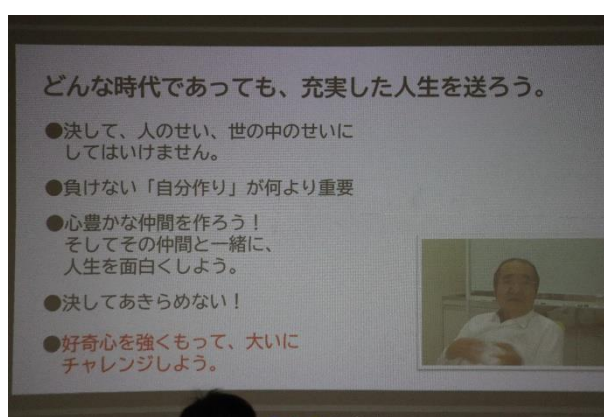 どんな時代であっても、充実した人生を送ろう。
●決して、人のせい、世の中のせいに
してはいけません。
●負けない「自分作り」が何より重要
●心豊かな仲間を作ろう！
そしてその仲間と一緒に、
人生を面白くしよう。
●決してあきらめない！
●好奇心を強くもって、大いに
チャレンジしよう。